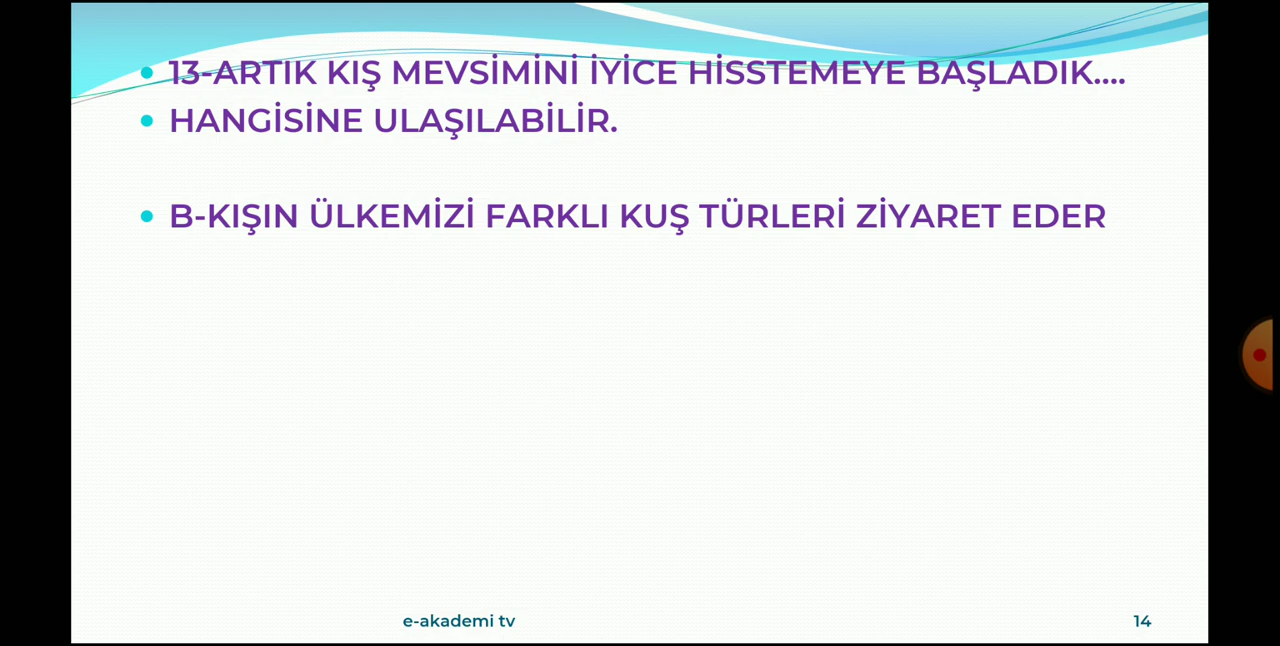 13-ARTIK KIŞ MEVSİMİNİ İYİCE HİSSTEMEYE BAŞLADIK....
HANGİSİNE ULAŞILABİLİR.
B-KIŞIN ÜLKEMİZİ FARKLI KUŞ TÜRLERİ ZİYARET EDER
e-akademi tv
14